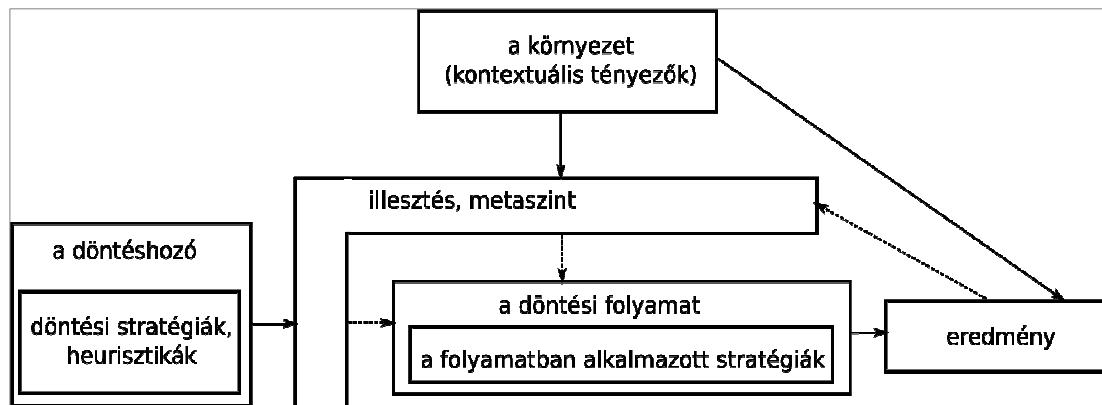 a környezet
(kontextuális tényezők)
illesztés, metaszint
a döntéshozó
döntési stratégiák,
heurisztikák
a döntési folyamat
a folyamatban alkalmazott stratégiák
eredmény